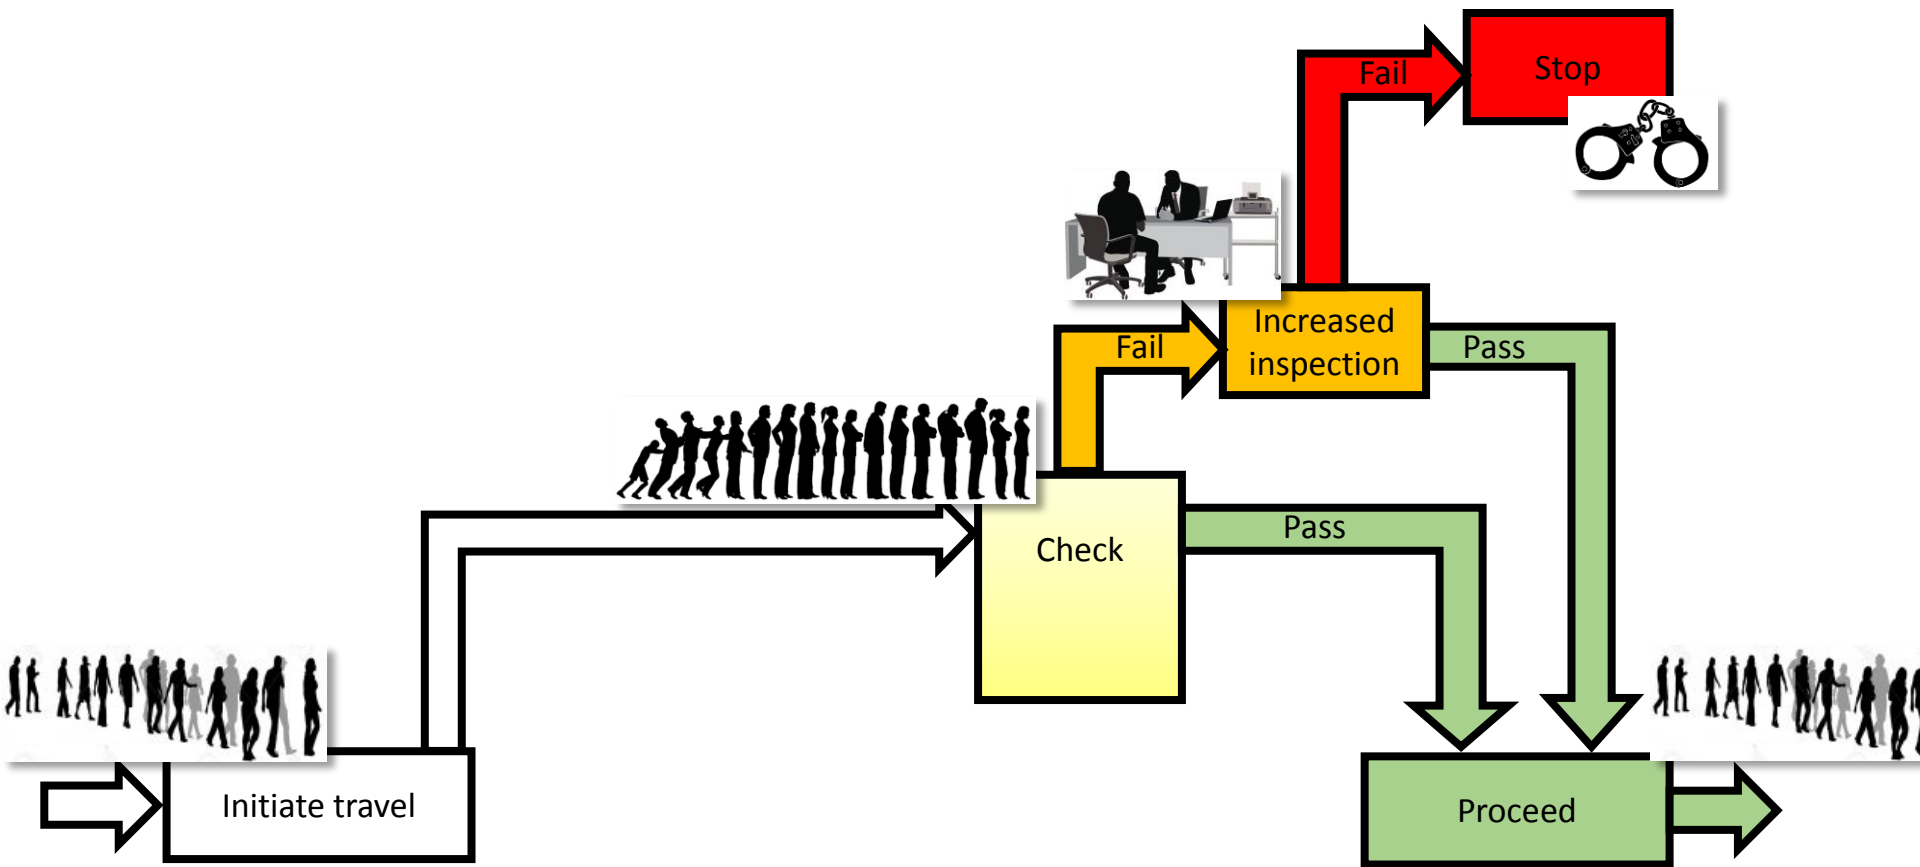 Fail
Stop
Increased
inspection
Fail
Pass
Check
Pass
Initiate travel
Proceed